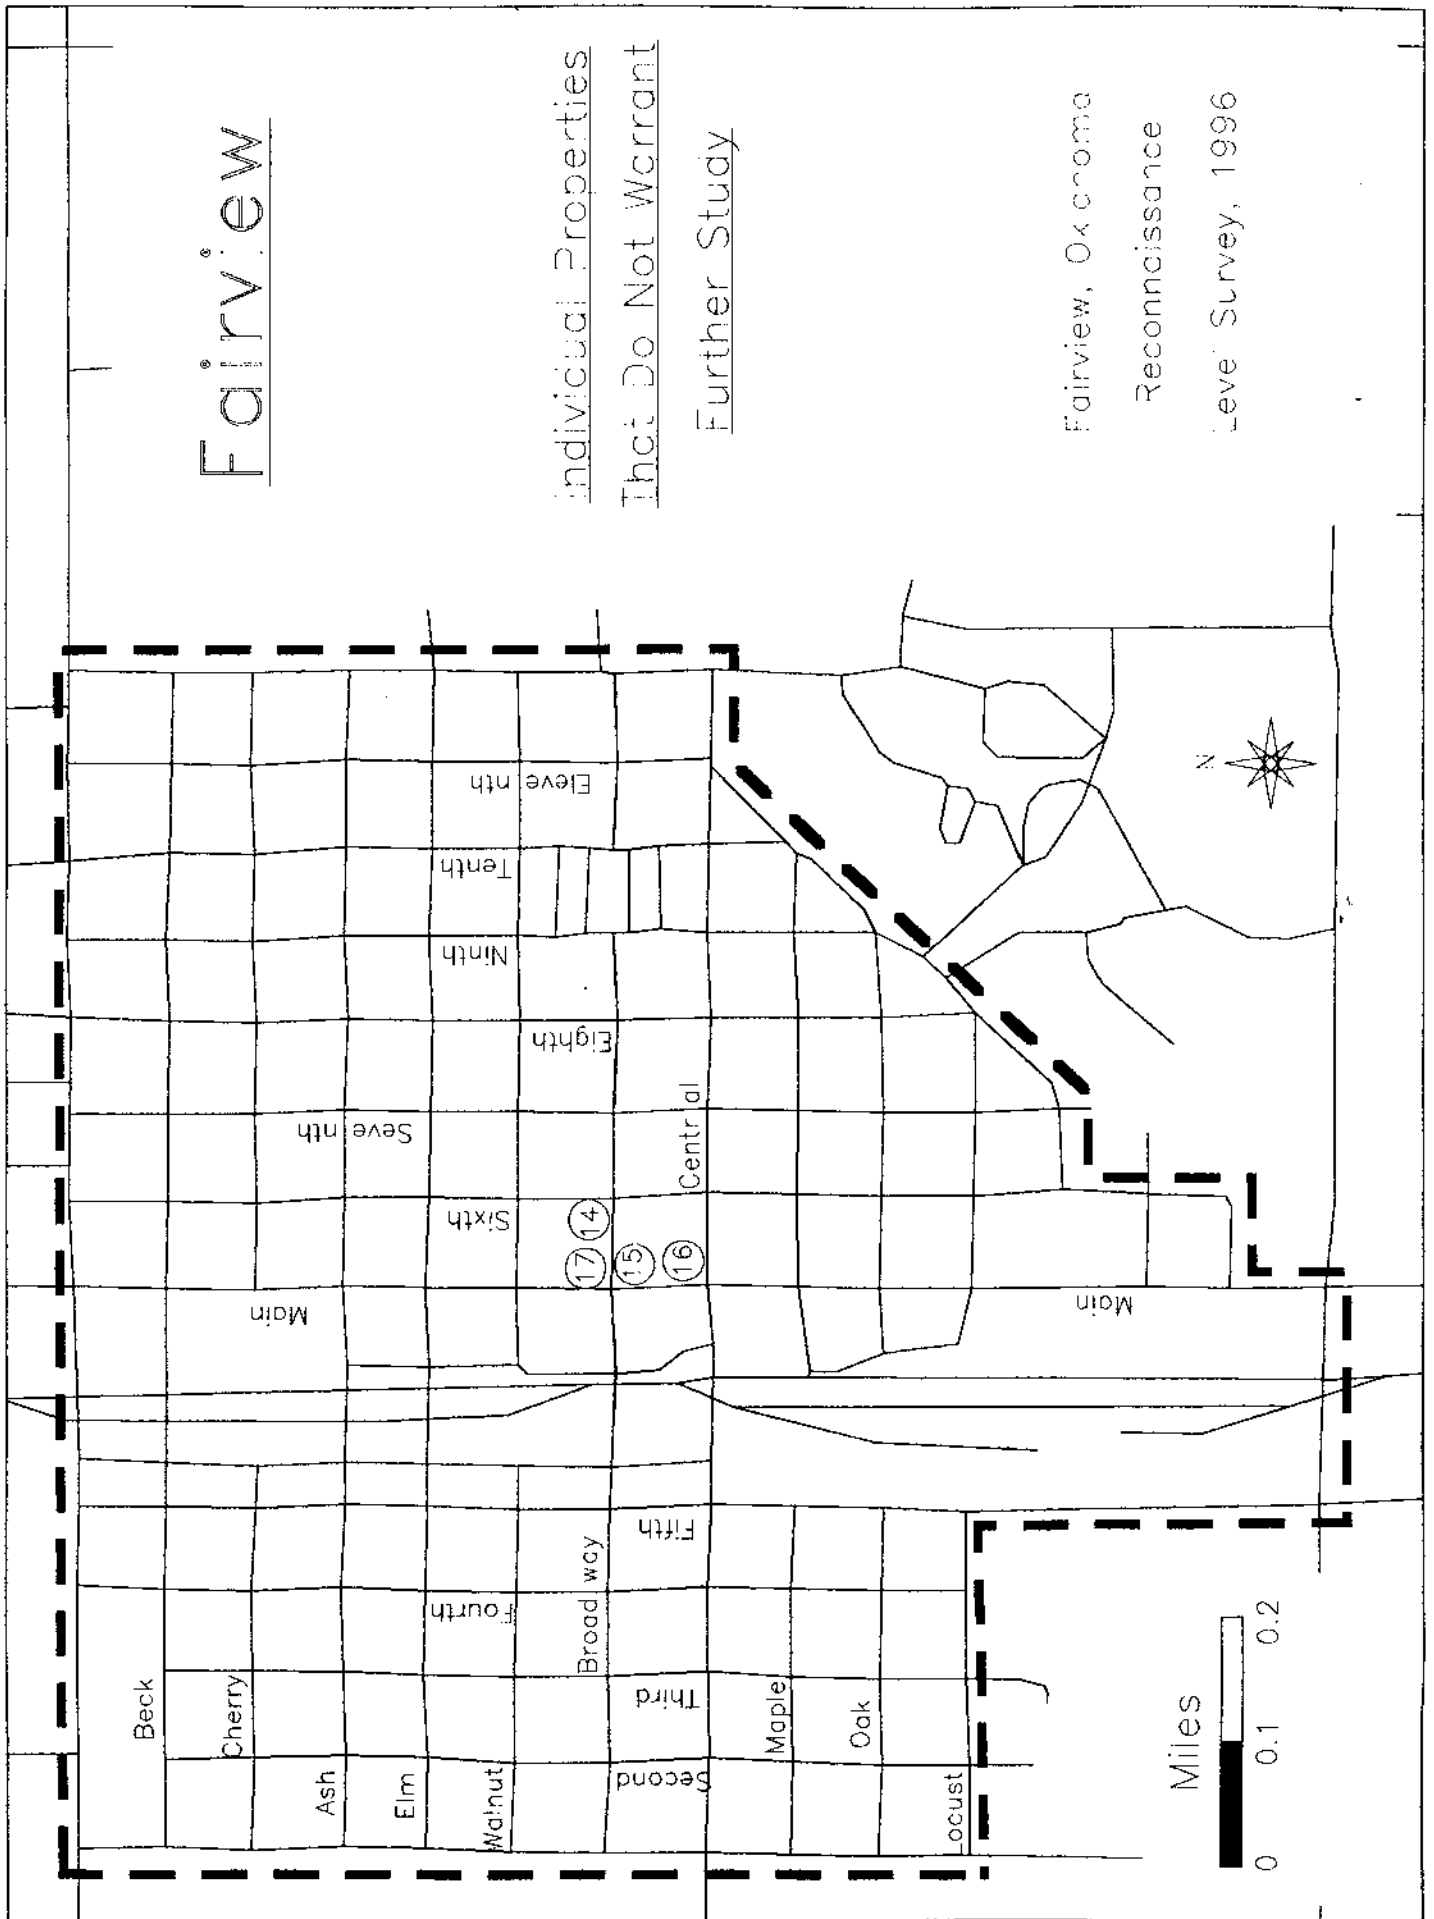 Fairview
Individual Properties
That Do Not Warrant
Further Study
Fairview, Oklahoma
Reconnaissance
Level Survey, 1996
N
Eleventh
Tenth
Ninth
Eighth
Seventh
Central
Sixth
14
17
15
16
Main
Main
Fifth
Broadway
Fourth
Third
Second
Beck
Cherry
Ash
Elm
Walnut
Maple
Oak
Locust
Miles
0 0.1 0.2